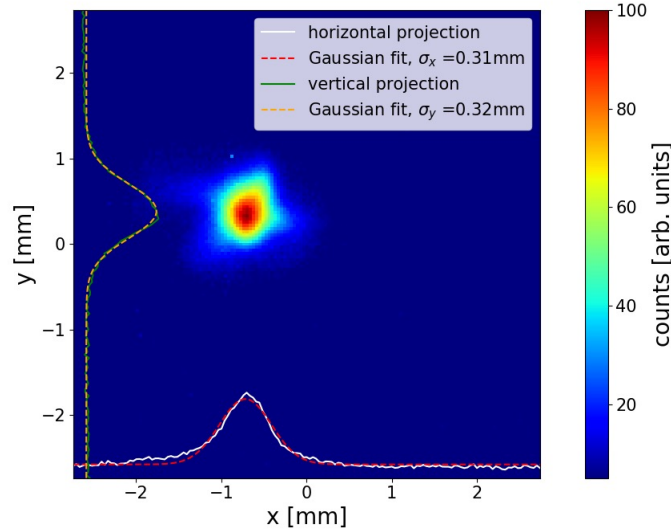 horizontal projection
Gaussian fit, σx =0.31mm
vertical projection
Gaussian fit, σy =0.32mm
2
1
0
−1
−2
y [mm]
−2
−1
0
1
2
x [mm]
100
80
60
40
20
counts [arb. units]